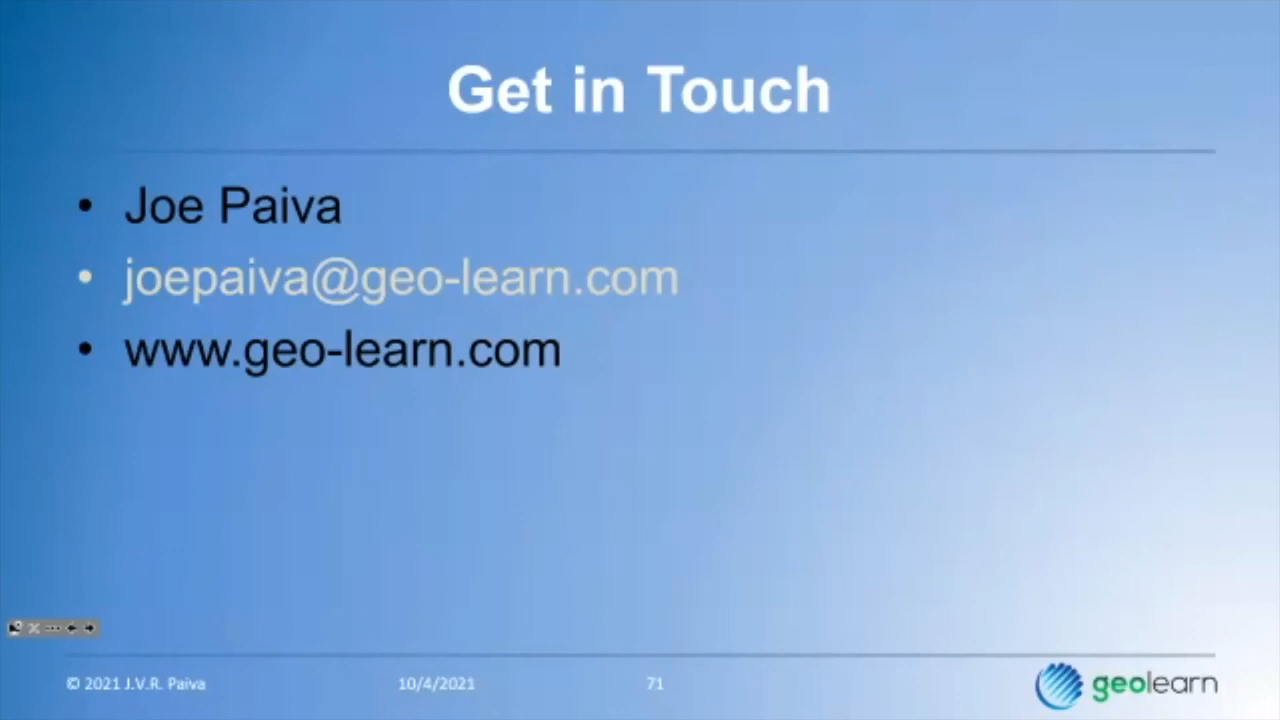 Get in Touch
• Joe Paiva
• joepaiva@geo-learn.com
• www.geo-learn.com
© 2021 J.V.R. Paiva
10/4/2021
71
geolearn